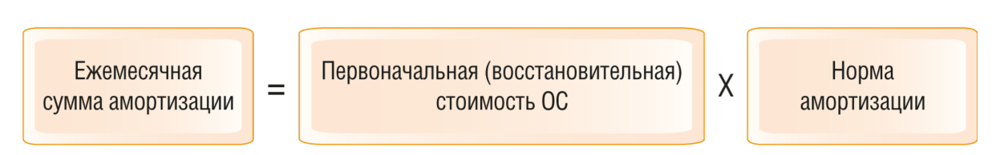 Ежемесячная
сумма амортизации
=
Первоначальная (восстановительная)
стоимость ОС
X
Норма
амортизации